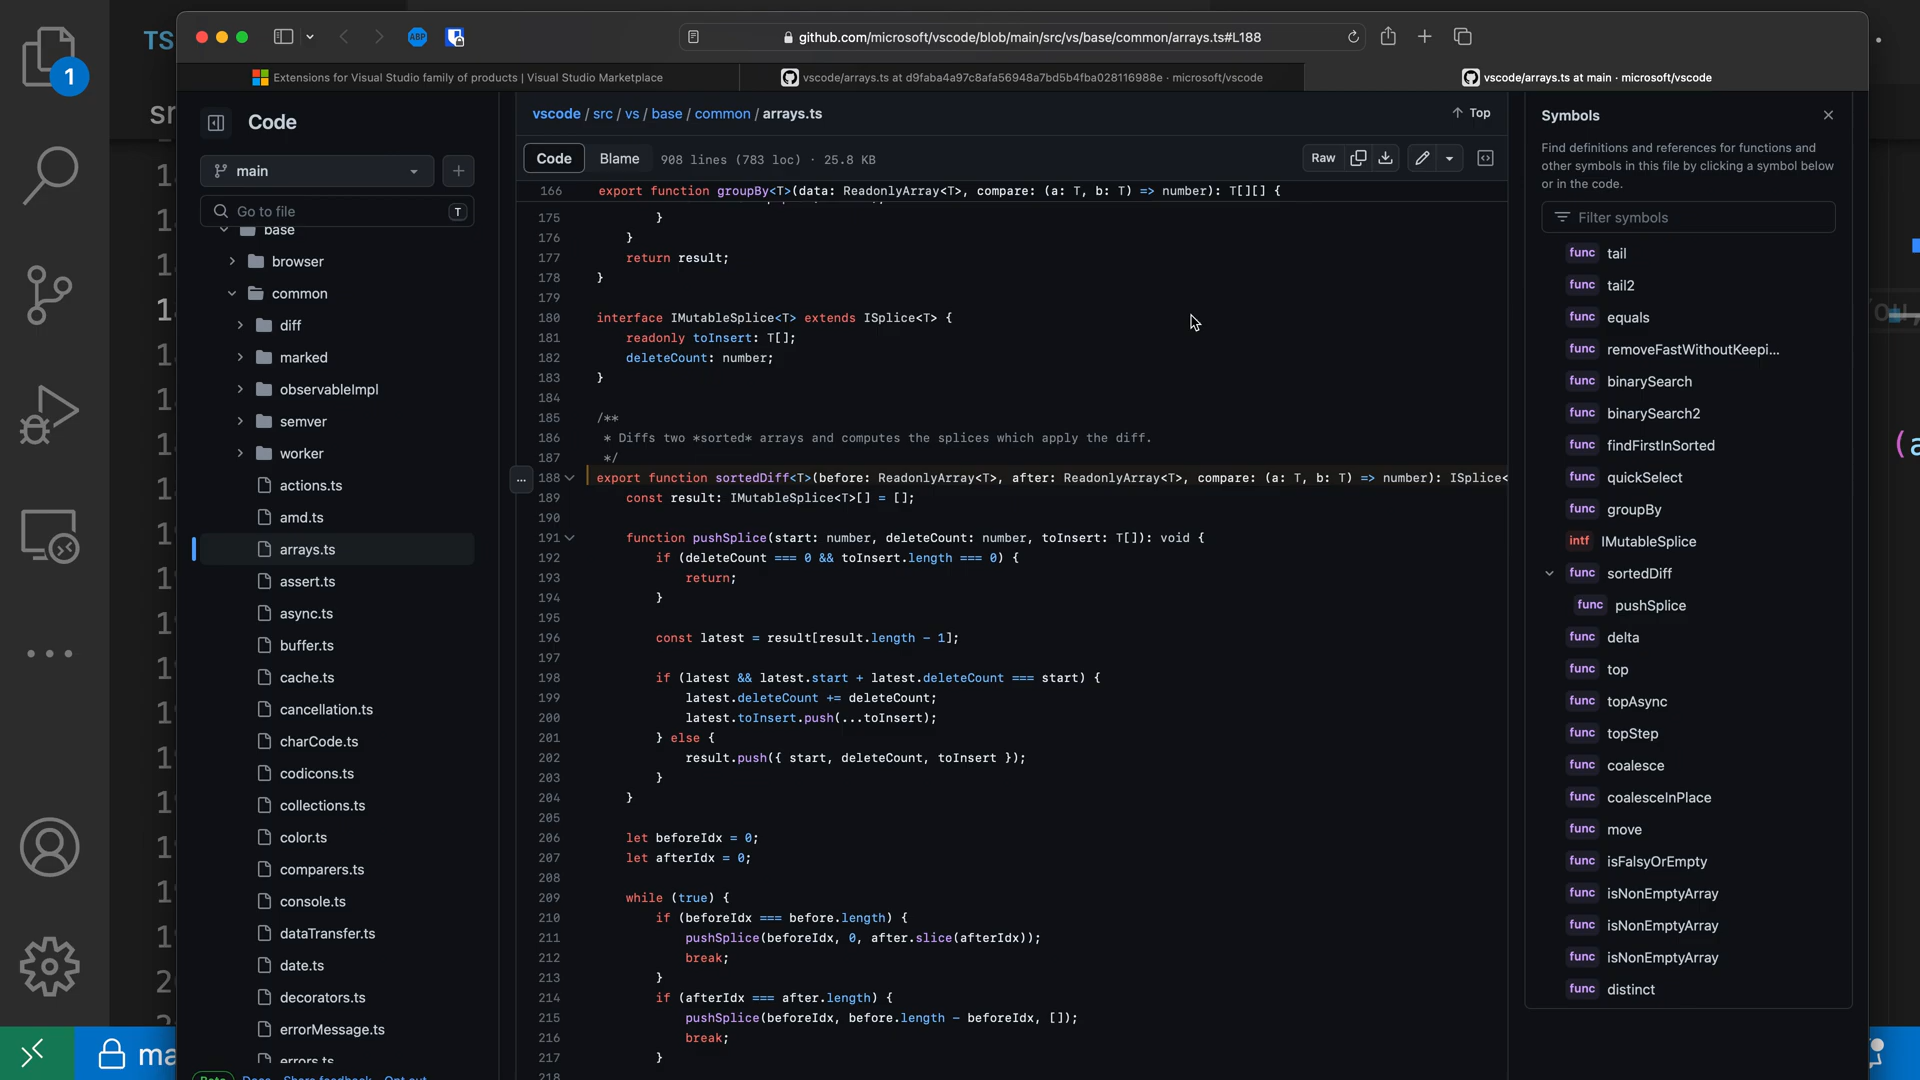 1
TS
github.com/microsoft/vscode/blob/main/src/vs/base/common/arrays.ts#L188
ABP
Extensions for Visual Studio family of products | Visual Studio Marketplace
vscode/arrays.ts at d9faba4a97c8afa56948a7bd5b4fba028116988e · microsoft/vscode
vscode/arrays.ts at main · microsoft/vscode
Code
main
Go to file
T
base
browser
common
diff
marked
observableImpl
semver
worker
actions.ts
amd.ts
arrays.ts
assert.ts
async.ts
buffer.ts
cache.ts
cancellation.ts
charCode.ts
codicons.ts
collections.ts
color.ts
comparers.ts
console.ts
dataTransfer.ts
date.ts
decorators.ts
errorMessage.ts
errors.ts
vscode / src / vs / base / common / arrays.ts
Top
Code
Blame
908 lines (783 loc) · 25.8 KB
Raw
166 export function groupBy<T>(data: ReadonlyArray<T>, compare: (a: T, b: T) => number): T[][] {
175 }
176 }
177 return result;
178 }
179
180 interface IMutableSplice<T> extends ISplice<T> {
181 readonly toInsert: T[];
182 deleteCount: number;
183 }
184
185 /**
186 * Diffs two *sorted* arrays and computes the splices which apply the diff.
187 */
188 export function sortedDiff<T>(before: ReadonlyArray<T>, after: ReadonlyArray<T>, compare: (a: T, b: T) => number): ISplice<
189 const result: IMutableSplice<T>[] = [];
190
191 function pushSplice(start: number, deleteCount: number, toInsert: T[]): void {
192 if (deleteCount === 0 && toInsert.length === 0) {
193 return;
194 }
195
196 const latest = result[result.length - 1];
197
198 if (latest && latest.start + latest.deleteCount === start) {
199 latest.deleteCount += deleteCount;
200 latest.toInsert.push(...toInsert);
201 } else {
202 result.push({ start, deleteCount, toInsert });
203 }
204 }
205
206 let beforeIdx = 0;
207 let afterIdx = 0;
208
209 while (true) {
210 if (beforeIdx === before.length) {
211 pushSplice(beforeIdx, 0, after.slice(afterIdx));
212 break;
213 }
214 if (afterIdx === after.length) {
215 pushSplice(beforeIdx, before.length - beforeIdx, []);
216 break;
217 }
218
Symbols
Find definitions and references for functions and
other symbols in this file by clicking a symbol below
or in the code.
Filter symbols
func tail
func tail2
func equals
func removeFastWithoutKeepi...
func binarySearch
func binarySearch2
func findFirstInSorted
func quickSelect
func groupBy
intf IMutableSplice
func sortedDiff
func pushSplice
func delta
func top
func topAsync
func topStep
func coalesce
func coalesceInPlace
func move
func isFalsyOrEmpty
func isNonEmptyArray
func isNonEmptyArray
func isNonEmptyArray
func distinct
ma